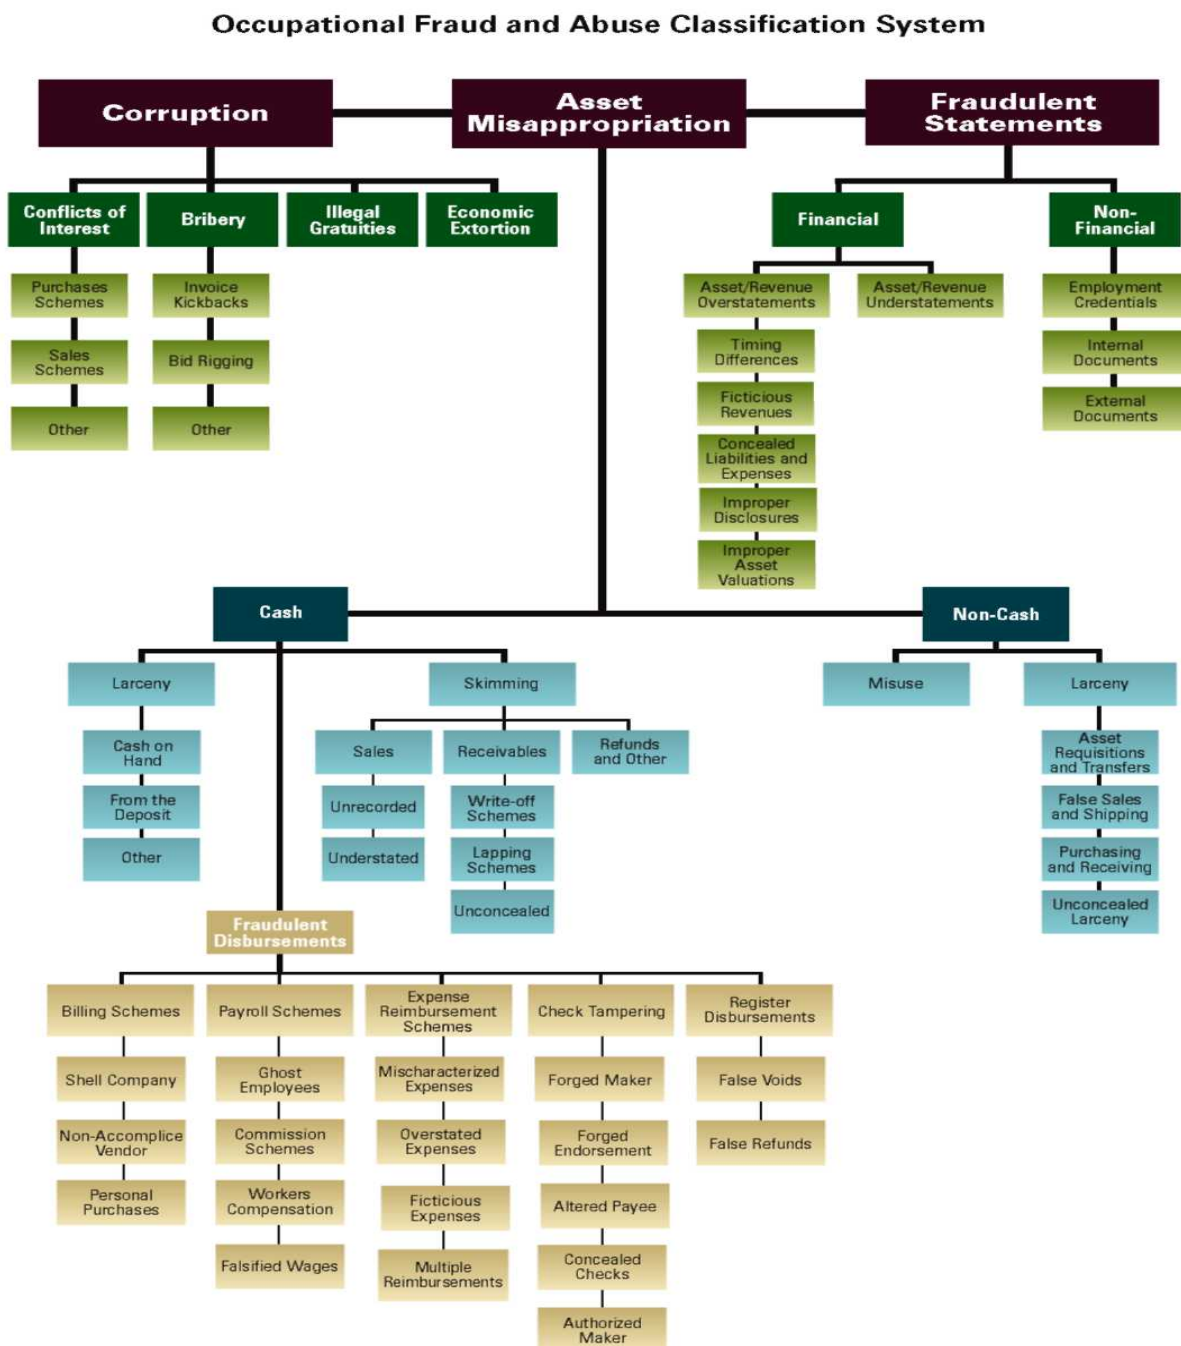 Occupational Fraud and Abuse Classification System
Corruption
Asset
Misappropriation
Fraudulent
Statements
Conflicts of
Interest
Bribery
Illegal
Gratuities
Economic
Extortion
Financial
Non-
Financial
Purchases
Schemes
Sales
Schemes
Other
Invoice
Kickbacks
Bid Rigging
Other
Asset/Revenue
Overstatements
Timing
Differences
Ficticious
Revenues
Concealed
Liabilities and
Expenses
Improper
Disclosures
Improper
Asset
Valuations
Asset/Revenue
Understatements
Employment
Credentials
Internal
Documents
External
Documents
Cash
Non-Cash
Larceny
Cash on
Hand
From the
Deposit
Other
Skimming
Sales
Unrecorded
Understated
Receivables
Write-off
Schemes
Lapping
Schemes
Unconcealed
Refunds
and Other
Misuse
Larceny
Asset
Requisitions
and Transfers
False Sales
and Shipping
Purchasing
and Receiving
Unconcealed
Larceny
Fraudulent
Disbursements
Billing Schemes
Shell Company
Non-Accomplice
Vendor
Personal
Purchases
Payroll Schemes
Ghost
Employees
Commission
Schemes
Workers
Compensation
Falsified Wages
Expense
Reimbursement
Schemes
Mischaracterized
Expenses
Overstated
Expenses
Ficticious
Expenses
Multiple
Reimbursements
Check Tampering
Forged Maker
Forged
Endorsement
Altered Payee
Concealed
Checks
Authorized
Maker
Register
Disbursements
False Voids
False Refunds